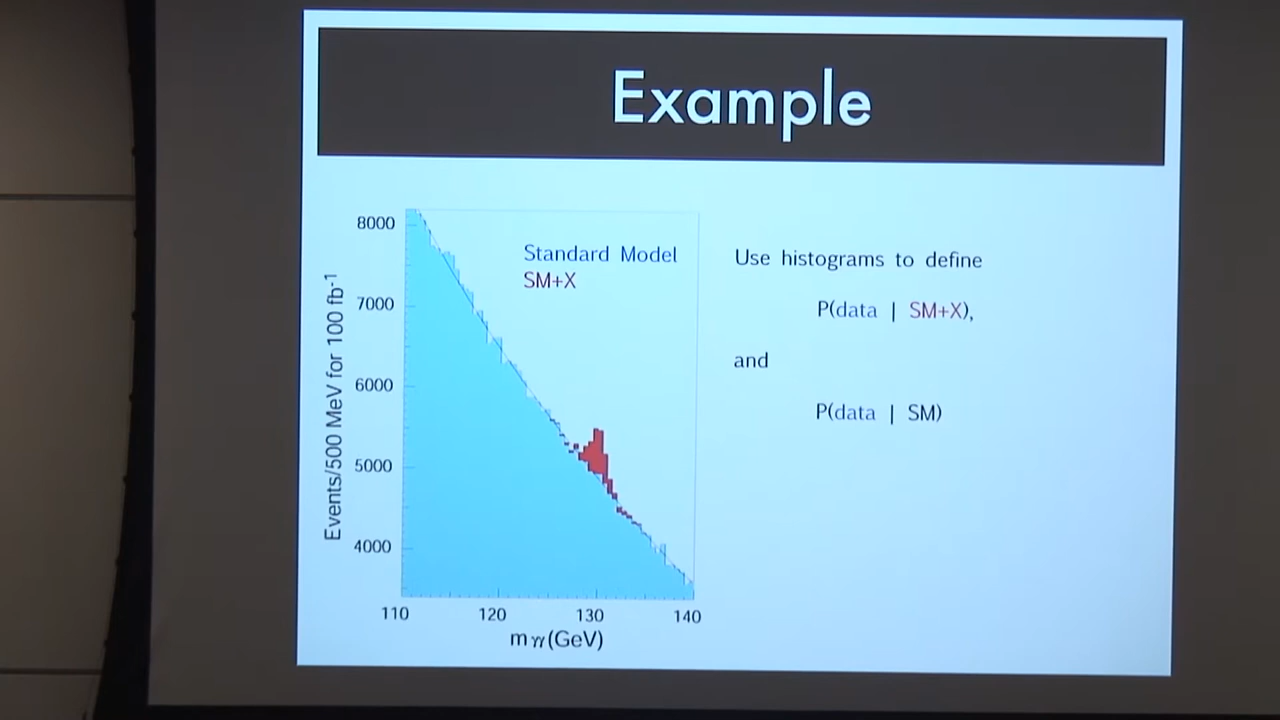 Example
8000
7000
6000
5000
4000
Events/500 MeV for 100 fb-1
110
120
130
140
mγγ(GeV)
Standard Model
SM+X
Use histograms to define
P(data | SM+X),
and
P(data | SM)